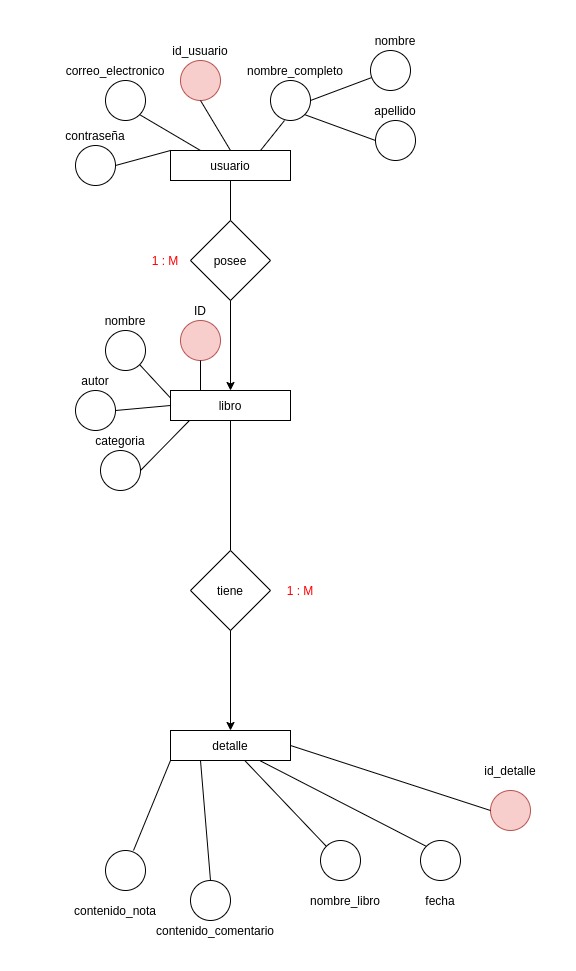 nombre
id_usuario
correo_electronico
nombre_completo
apellido
contraseña
usuario
1 : M
posee
ID
nombre
autor
libro
categoria
tiene
1 : M
detalle
id_detalle
contenido_nota
nombre_libro
fecha
contenido_comentario